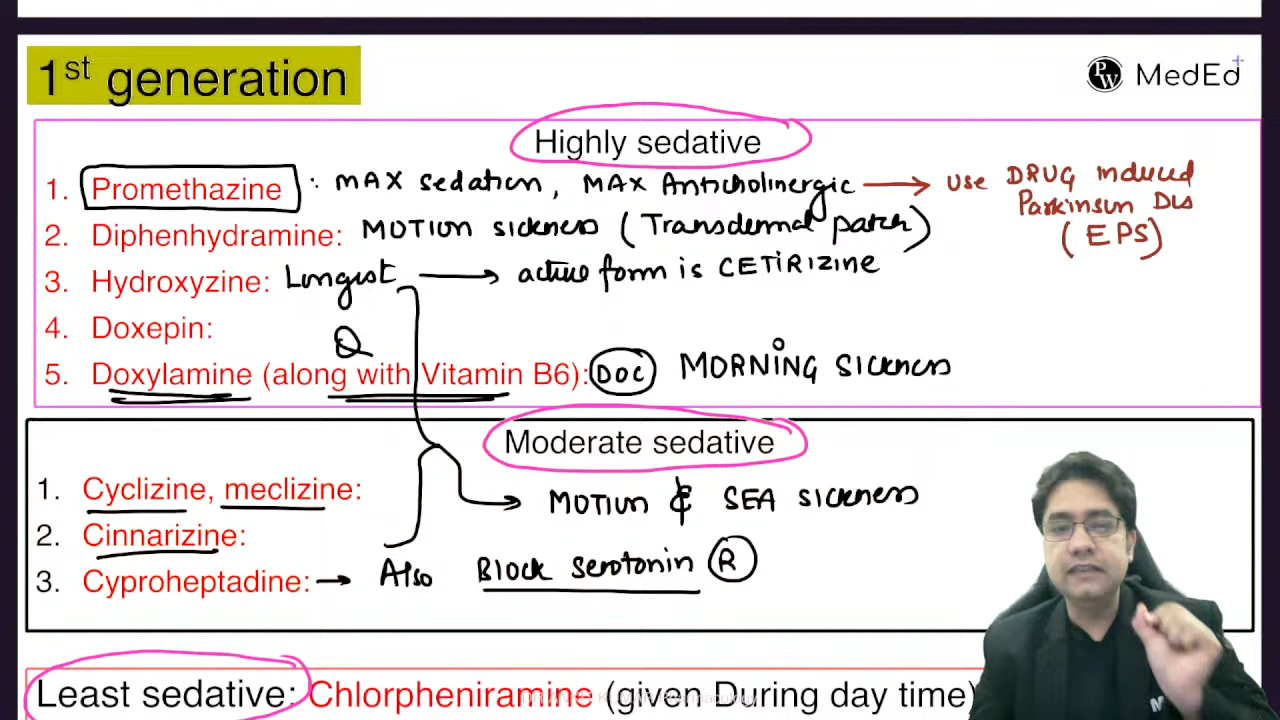 1st generation
PW MedEd
Highly sedative
1. Promethazine : MAX Sedation, MAX Anticholinergic → Use DRUG induced
Parkinson Dis
(EPS)
2. Diphenhydramine: MOTION sickness (Transdermal patch)
3. Hydroxyzine: Longest → active form is CETIRIZINE
4. Doxepin:
Q
5. Doxylamine (along with Vitamin B6): DOC MORNING sickness
Moderate sedative
1. Cyclizine, meclizine:
MOTION & SEA sickness
2. Cinnarizine:
3. Cyproheptadine: → Also Block serotonin R
Least sedative: Chlorpheniramine (given During day time)